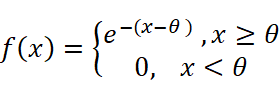 f(x) = { e^{-(x-θ)} , x ≥ θ
0, x < θ